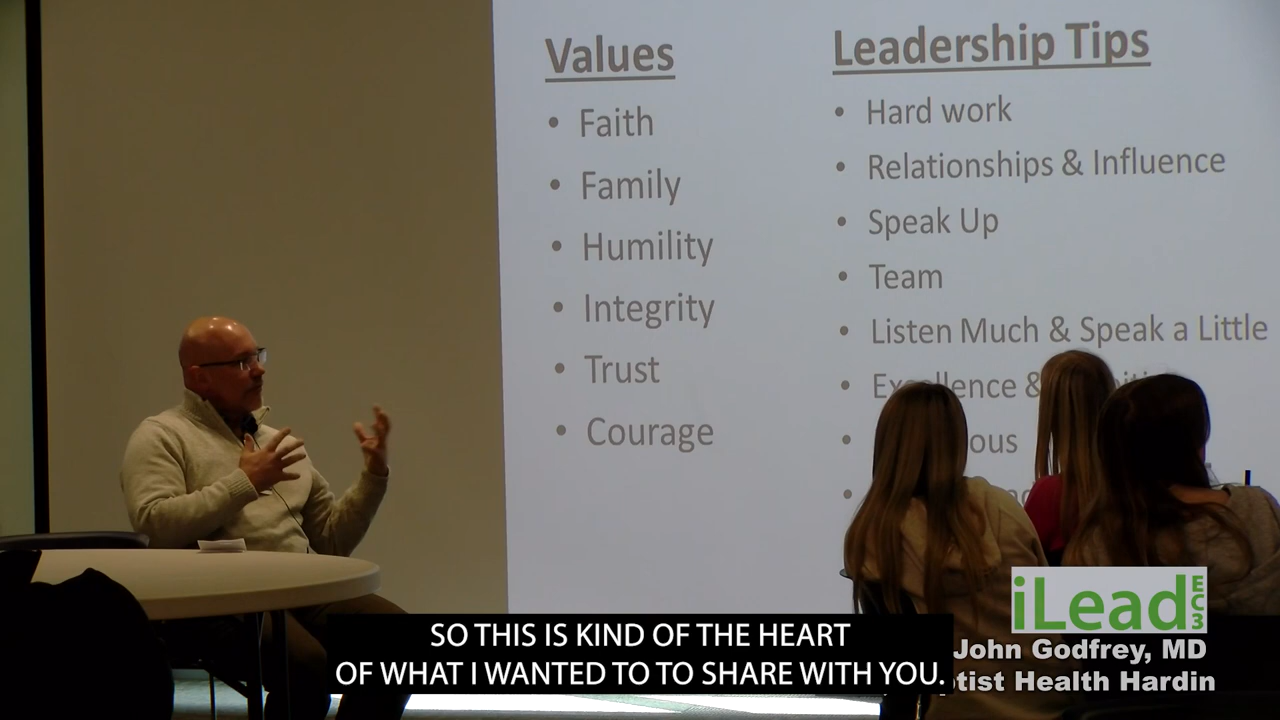 Values
• Faith
• Family
• Humility
• Integrity
• Trust
• Courage
Leadership Tips
• Hard work
• Relationships & Influence
• Speak Up
• Team
• Listen Much & Speak a Little
• &
•
•
iLead EC3
John Godfrey, MD
Health Hardin
SO THIS IS KIND OF THE HEART
OF WHAT I WANTED TO TO SHARE WITH YOU.